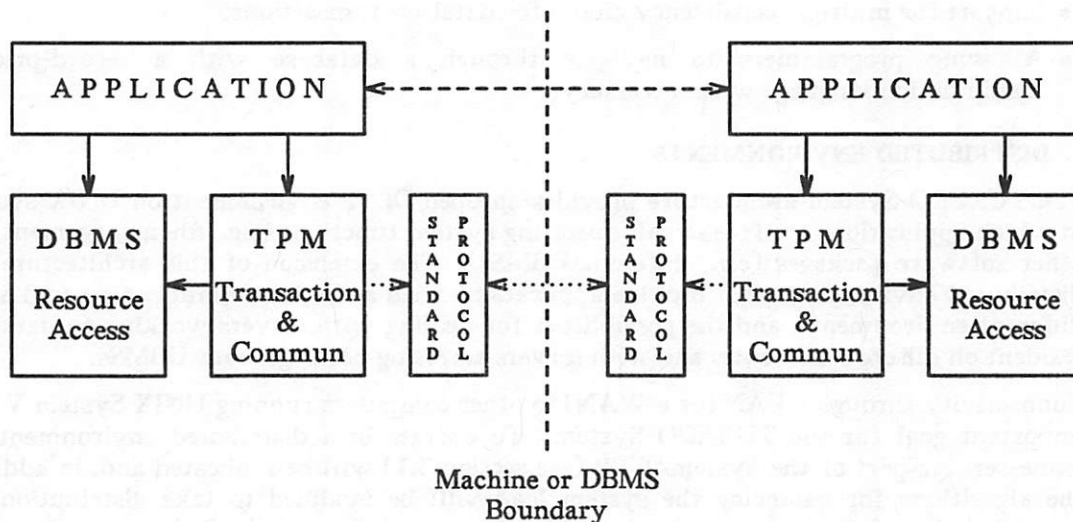 APPLICATION
APPLICATION
DBMS
Resource
Access
TPM
Transaction
&
Commun
STANDARD
PROTOCOL
STANDARD
PROTOCOL
TPM
Transaction
&
Commun
DBMS
Resource
Access
Machine or DBMS
Boundary